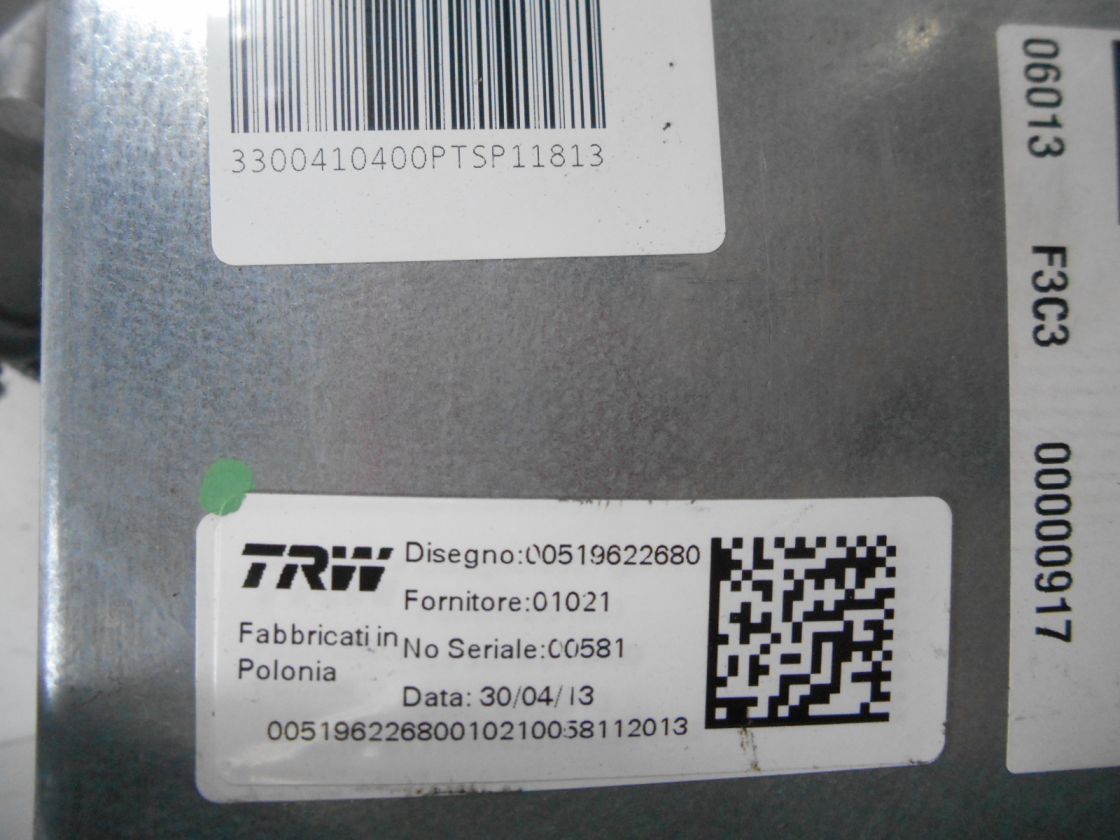 3300410400PTSP11813
06013 F3C3 00000917
TRW
Disegno:00519622680
Fornitore:01021
Fabbricati in
Polonia
No Seriale:00581
Data: 30/04/13
00519622680010210058112013